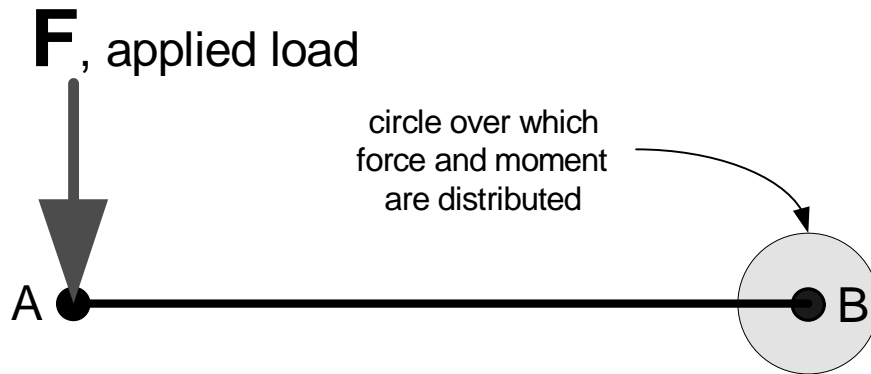 F, applied load
circle over which
force and moment
are distributed
A
B